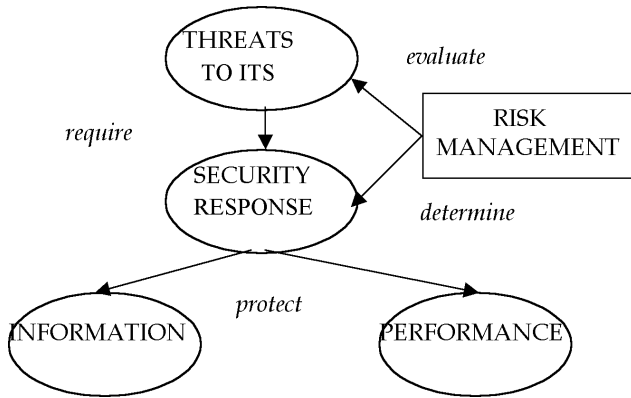 THREATS
TO ITS
evaluate
require
RISK
MANAGEMENT
SECURITY
RESPONSE
determine
protect
INFORMATION
PERFORMANCE